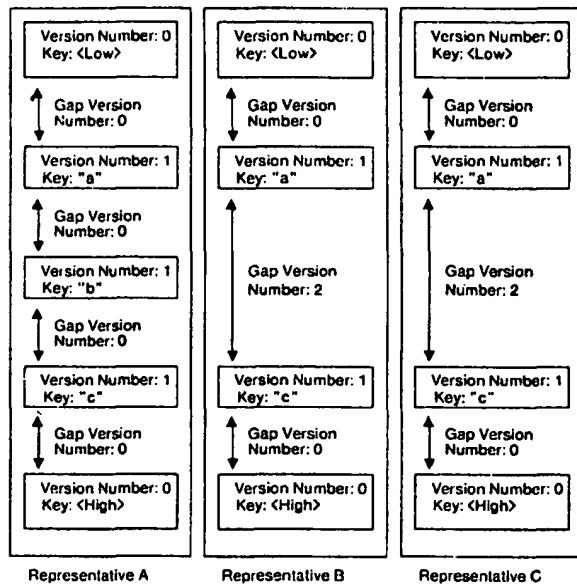 Version Number: 0
Key: <Low>
Gap Version
Number: 0
Version Number: 1
Key: "a"
Gap Version
Number: 0
Version Number: 1
Key: "b"
Gap Version
Number: 0
Version Number: 1
Key: "c"
Gap Version
Number: 0
Version Number: 0
Key: <High>
Representative A
Version Number: 0
Key: <Low>
Gap Version
Number: 0
Version Number: 1
Key: "a"
Gap Version
Number: 2
Version Number: 1
Key: "c"
Gap Version
Number: 0
Version Number: 0
Key: <High>
Representative B
Version Number: 0
Key: <Low>
Gap Version
Number: 0
Version Number: 1
Key: "a"
Gap Version
Number: 2
Version Number: 1
Key: "c"
Gap Version
Number: 0
Version Number: 0
Key: <High>
Representative C